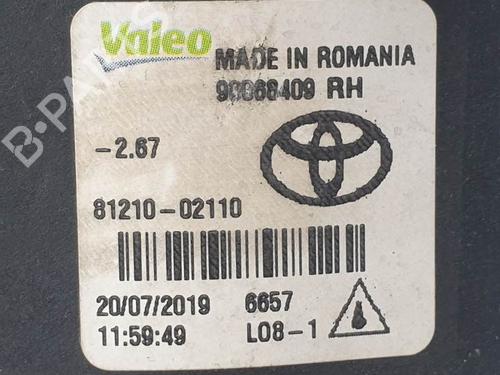 Valeo
MADE IN ROMANIA
90068409 RH
-2.67
81210-02110
20/07/2019 6657
11:59:49 L08-1
B-PARTS